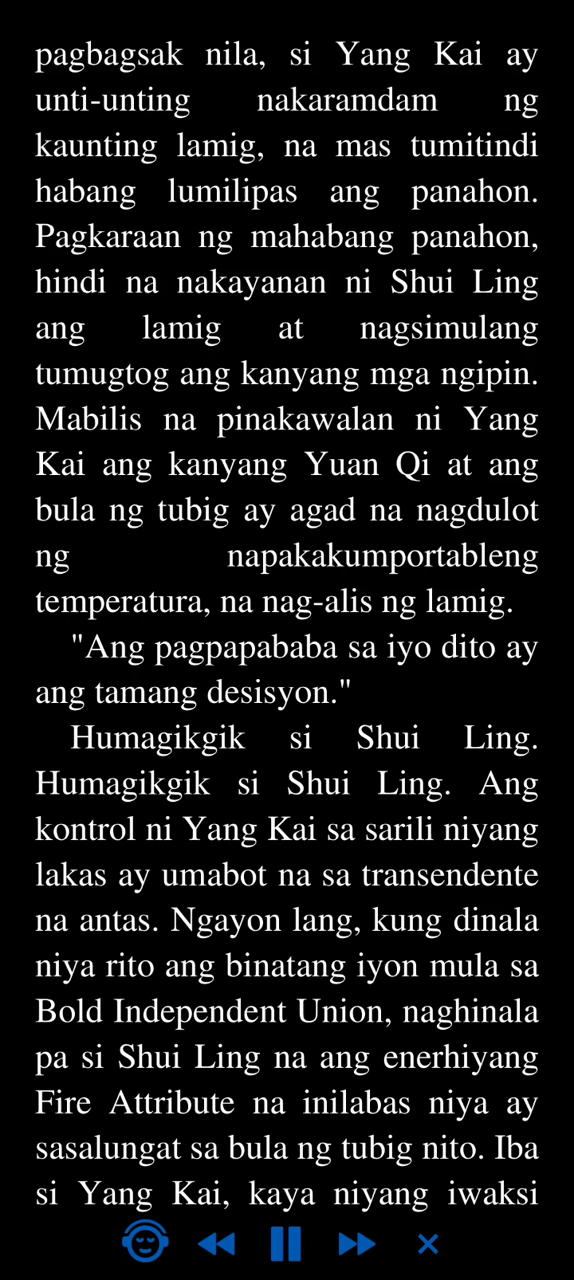 pagbagsak nila, si Yang Kai ay
unti-unting nakaramdam ng
kaunting lamig, na mas tumitindi
habang lumilipas ang panahon.
Pagkaraan ng mahabang panahon,
hindi na nakayanan ni Shui Ling
ang lamig at nagsimulang
tumugtog ang kanyang mga ngipin.
Mabilis na pinakawalan ni Yang
Kai ang kanyang Yuan Qi at ang
bula ng tubig ay agad na nagdulot
ng napakakumportableng
temperatura, na nag-alis ng lamig.
"Ang pagpapababa sa iyo dito ay
ang tamang desisyon."
Humagikgik si Shui Ling.
Humagikgik si Shui Ling. Ang
kontrol ni Yang Kai sa sarili niyang
lakas ay umabot na sa transendente
na antas. Ngayon lang, kung dinala
niya rito ang binatang iyon mula sa
Bold Independent Union, naghinala
pa si Shui Ling na ang enerhiyang
Fire Attribute na inilabas niya ay
sasalungat sa bula ng tubig nito. Iba
si Yang Kai, kaya niyang iwaksi